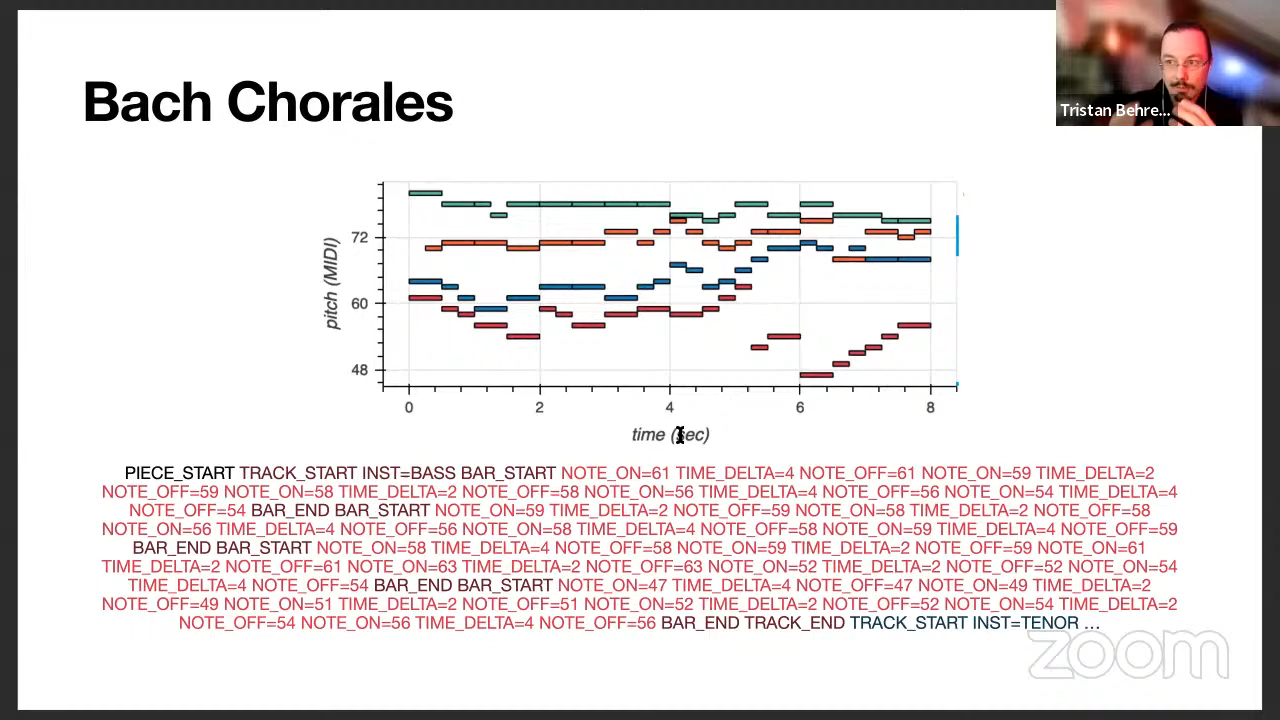 Bach Chorales
Tristan Behre...
72
60
48
pitch (MIDI)
0 2 4 6 8
time (sec)
PIECE_START TRACK_START INST=BASS BAR_START NOTE_ON=61 TIME_DELTA=4 NOTE_OFF=61 NOTE_ON=59 TIME_DELTA=2
NOTE_OFF=59 NOTE_ON=58 TIME_DELTA=2 NOTE_OFF=58 NOTE_ON=56 TIME_DELTA=4 NOTE_OFF=56 NOTE_ON=54 TIME_DELTA=4
NOTE_OFF=54 BAR_END BAR_START NOTE_ON=59 TIME_DELTA=2 NOTE_OFF=59 NOTE_ON=58 TIME_DELTA=2 NOTE_OFF=58
NOTE_ON=56 TIME_DELTA=4 NOTE_OFF=56 NOTE_ON=58 TIME_DELTA=4 NOTE_OFF=58 NOTE_ON=59 TIME_DELTA=4 NOTE_OFF=59
BAR_END BAR_START NOTE_ON=58 TIME_DELTA=4 NOTE_OFF=58 NOTE_ON=59 TIME_DELTA=2 NOTE_OFF=59 NOTE_ON=61
TIME_DELTA=2 NOTE_OFF=61 NOTE_ON=63 TIME_DELTA=2 NOTE_OFF=63 NOTE_ON=52 TIME_DELTA=2 NOTE_OFF=52 NOTE_ON=54
TIME_DELTA=4 NOTE_OFF=54 BAR_END BAR_START NOTE_ON=47 TIME_DELTA=4 NOTE_OFF=47 NOTE_ON=49 TIME_DELTA=2
NOTE_OFF=49 NOTE_ON=51 TIME_DELTA=2 NOTE_OFF=51 NOTE_ON=52 TIME_DELTA=2 NOTE_OFF=52 NOTE_ON=54 TIME_DELTA=2
NOTE_OFF=54 NOTE_ON=56 TIME_DELTA=4 NOTE_OFF=56 BAR_END TRACK_END TRACK_START INST=TENOR …
zoom